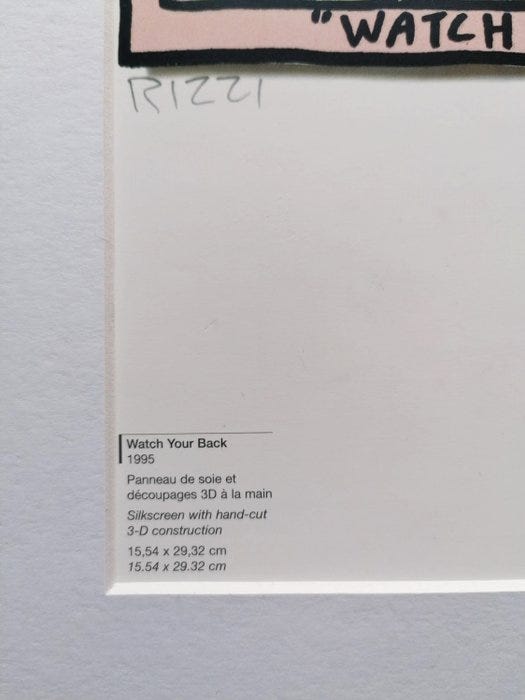 "WATCH
RIZZI
Watch Your Back
1995
Panneau de soie et
découpages 3D à la main
Silkscreen with hand-cut
3-D construction
15,54 x 29,32 cm
15.54 x 29.32 cm